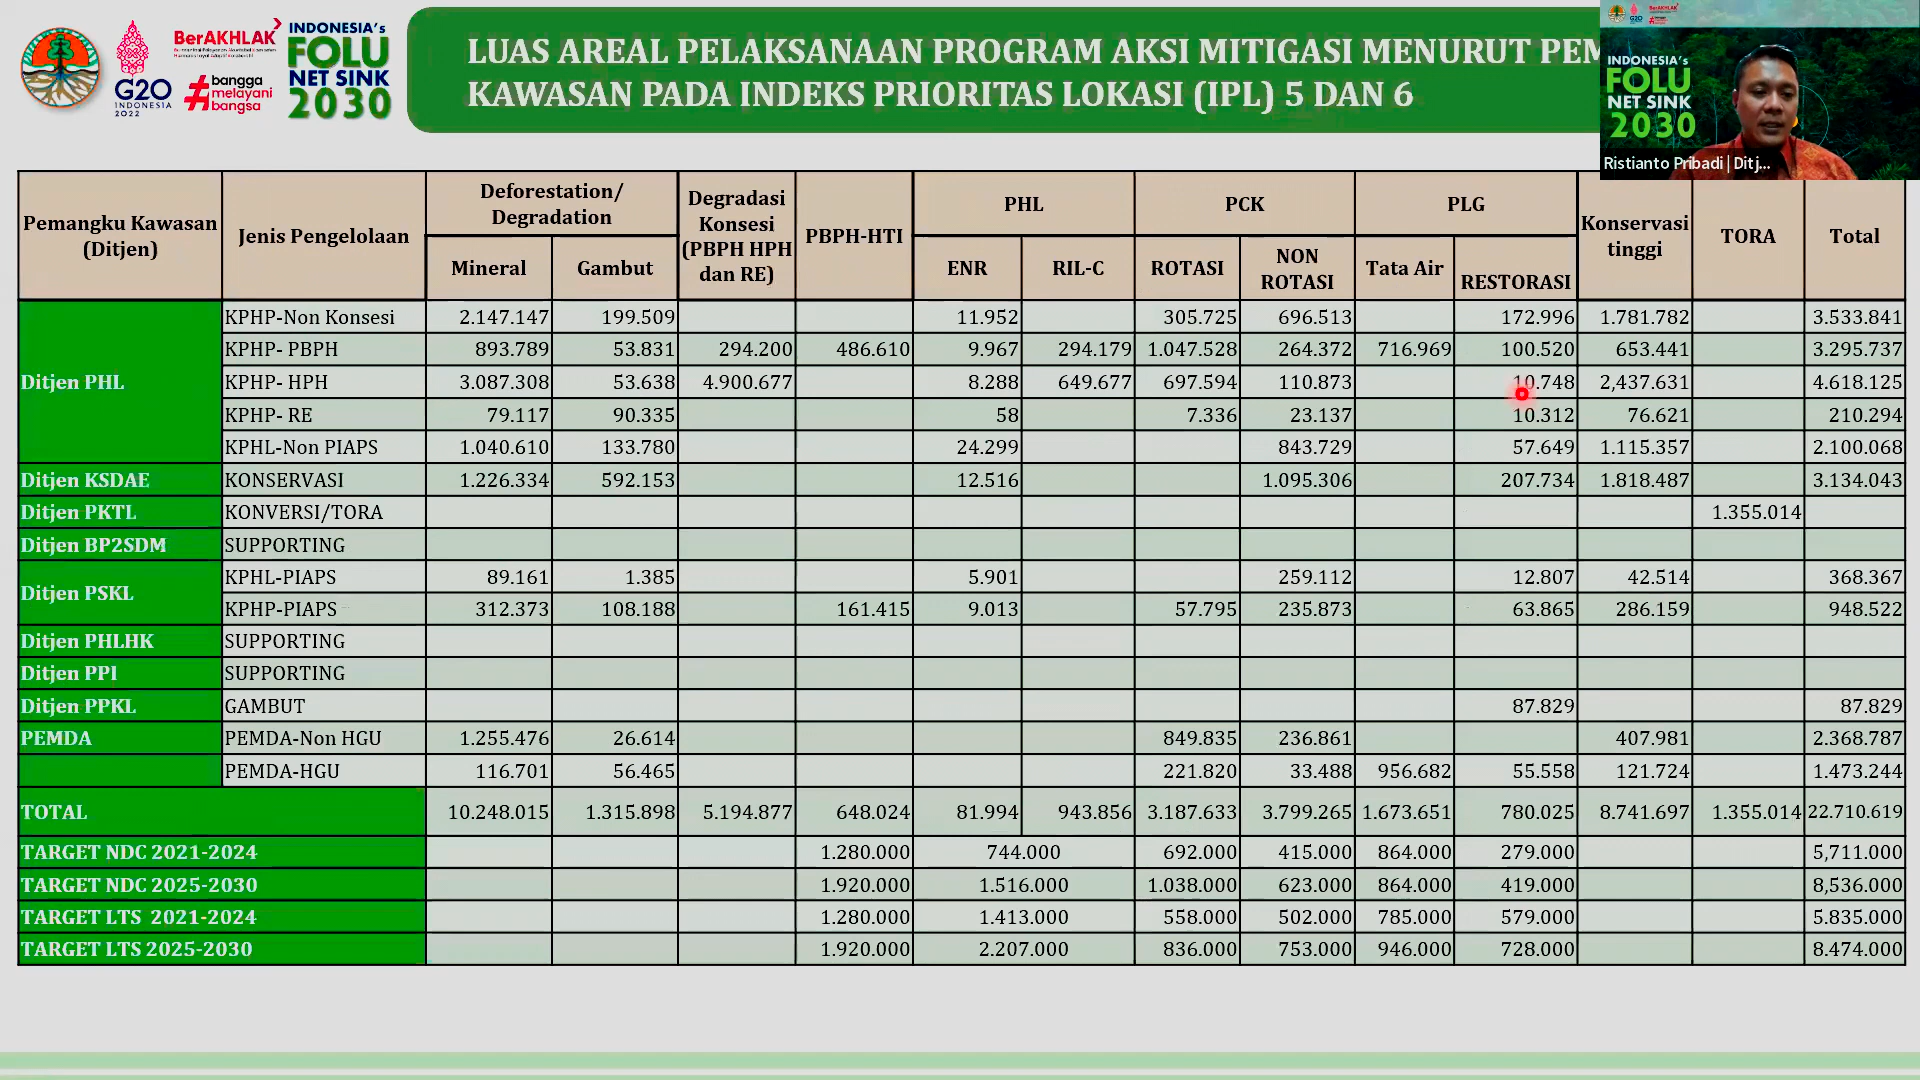 BerAKHLAK
G20
INDONESIA
2022
#bangga
melayani
bangsa
INDONESIA's
FOLU
NET SINK
2030
LUAS AREAL PELAKSANAAN PROGRAM AKSI MITIGASI MENURUT PEM
KAWASAN PADA INDEKS PRIORITAS LOKASI (IPL) 5 DAN 6
INDONESIA's
FOLU
NET SINK
2030
Ristianto Pribadi | Ditj...
Pemangku Kawasan (Ditjen) Jenis Pengelolaan Deforestation/ Degradation Degradasi Konsesi (PBPH HPH dan RE) PBPH-HTI PHL PCK PLG Konservasi tinggi TORA Total
Mineral Gambut ENR RIL-C ROTASI NON ROTASI Tata Air RESTORASI
Ditjen PHL KPHP-Non Konsesi 2.147.147 199.509 11.952 305.725 696.513 172.996 1.781.782 3.533.841
KPHP- PBPH 893.789 53.831 294.200 486.610 9.967 294.179 1.047.528 264.372 716.969 100.520 653.441 3.295.737
KPHP- HPH 3.087.308 53.638 4.900.677 8.288 649.677 697.594 110.873 10.748 2,437.631 4.618.125
KPHP- RE 79.117 90.335 58 7.336 23.137 10.312 76.621 210.294
KPHL-Non PIAPS 1.040.610 133.780 24.299 843.729 57.649 1.115.357 2.100.068
Ditjen KSDAE KONSERVASI 1.226.334 592.153 12.516 1.095.306 207.734 1.818.487 3.134.043
Ditjen PKTL KONVERSI/TORA 1.355.014
Ditjen BP2SDM SUPPORTING
Ditjen PSKL KPHL-PIAPS 89.161 1.385 5.901 259.112 12.807 42.514 368.367
KPHP-PIAPS 312.373 108.188 161.415 9.013 57.795 235.873 63.865 286.159 948.522
Ditjen PHLHK SUPPORTING
Ditjen PPI SUPPORTING
Ditjen PPKL GAMBUT 87.829 87.829
PEMDA PEMDA-Non HGU 1.255.476 26.614 849.835 236.861 407.981 2.368.787
PEMDA-HGU 116.701 56.465 221.820 33.488 956.682 55.558 121.724 1.473.244
TOTAL 10.248.015 1.315.898 5.194.877 648.024 81.994 943.856 3.187.633 3.799.265 1.673.651 780.025 8.741.697 1.355.014 22.710.619
TARGET NDC 2021-2024 1.280.000 744.000 692.000 415.000 864.000 279.000 5,711.000
TARGET NDC 2025-2030 1.920.000 1.516.000 1.038.000 623.000 864.000 419.000 8,536.000
TARGET LTS 2021-2024 1.280.000 1.413.000 558.000 502.000 785.000 579.000 5.835.000
TARGET LTS 2025-2030 1.920.000 2.207.000 836.000 753.000 946.000 728.000 8.474.000